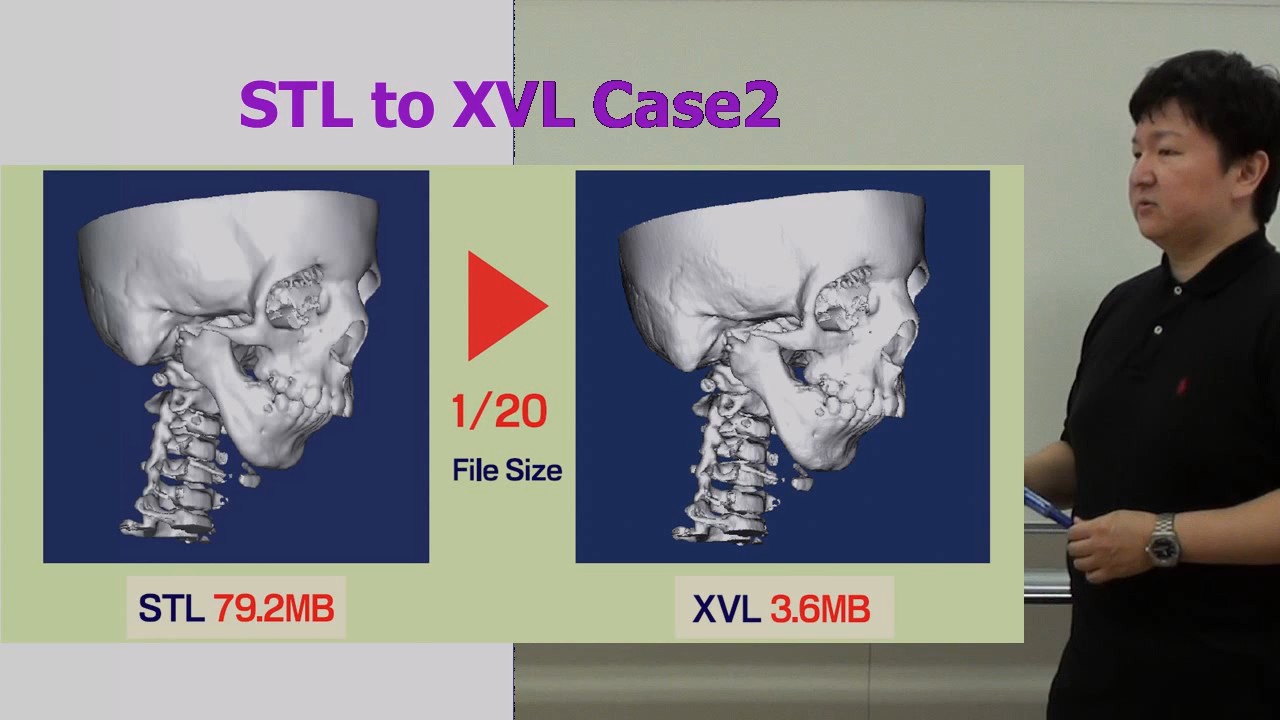 STL to XVL Case2
1/20
File Size
STL 79.2MB
XVL 3.6MB